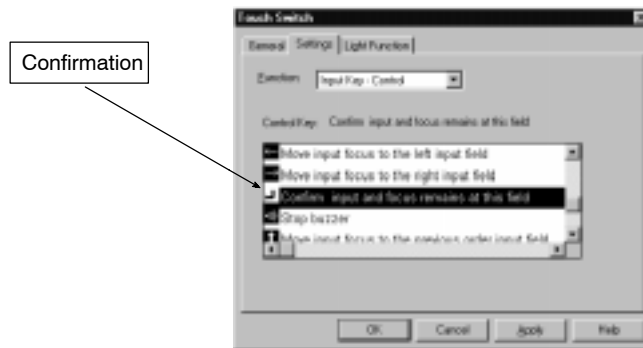 Touch Switch
Confirmation
General Settings Light Function
Function: Input Key - Control
Control Key: Confirm input and focus remains at this field
Move input focus to the left input field
Move input focus to the right input field
Confirm input and focus remains at this field
Stop buzzer
Move input focus to the previous order input field
OK Cancel Apply Help